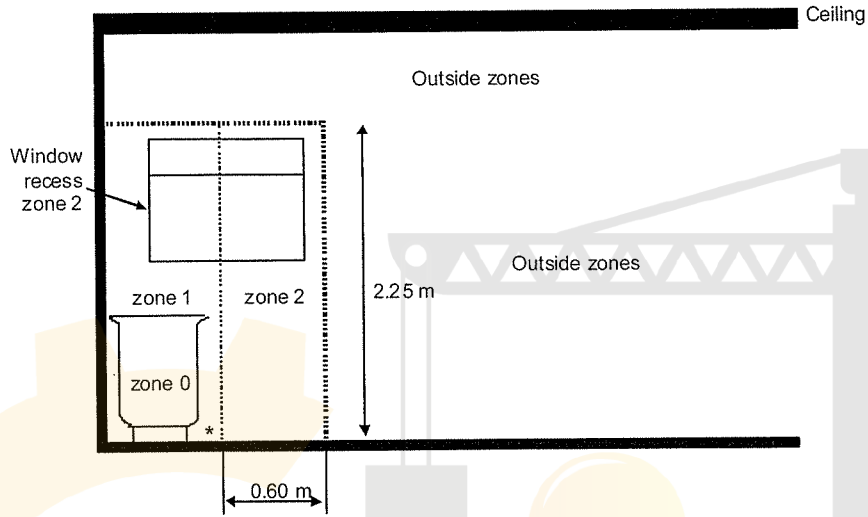 Ceiling
Outside zones
Window
recess
zone 2
Outside zones
2.25 m
zone 1
zone 2
zone 0
*
0.60 m